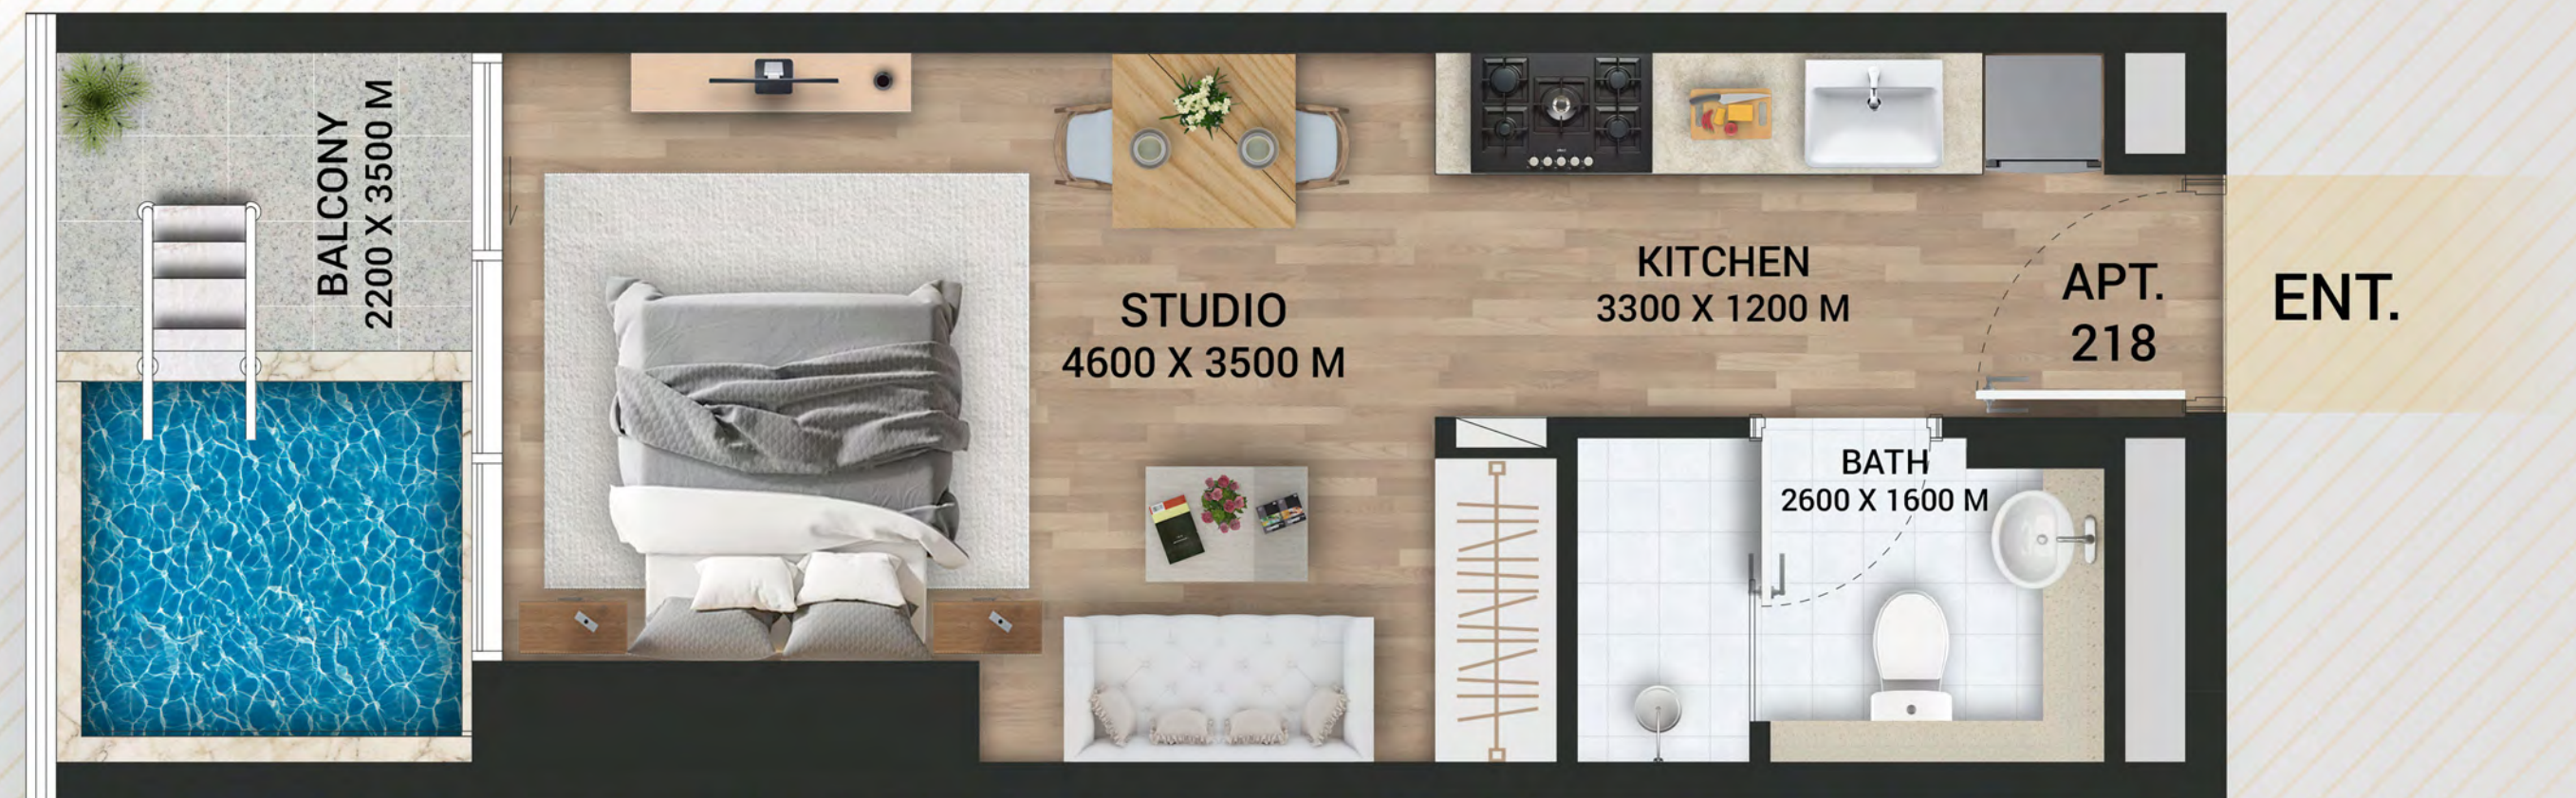 BALCONY
2200 X 3500 M
STUDIO
4600 X 3500 M
KITCHEN
3300 X 1200 M
APT.
218
ENT.
BATH
2600 X 1600 M